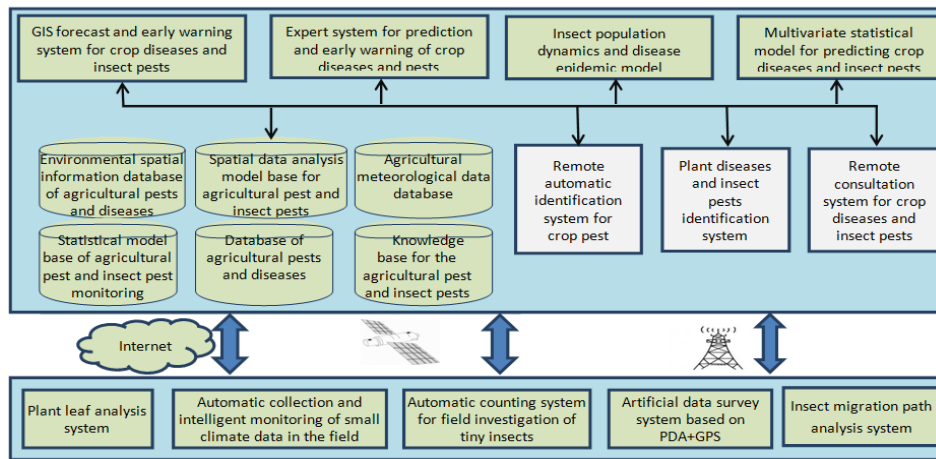 GIS forecast and early warning
system for crop diseases and
insect pests
Expert system for prediction
and early warning of crop
diseases and pests
Insect population
dynamics and disease
epidemic model
Multivariate statistical
model for predicting crop
diseases and insect pests
Environmental spatial
information database
of agricultural pests
and diseases
Spatial data analysis
model base for
agricultural pest and
insect pests
Agricultural
meteorological data
database
Remote
automatic
identification
system for
crop pest
Plant diseases
and insect
pests
identification
system
Remote
consultation
system for crop
diseases and
insect pests
Statistical model
base of agricultural
pest and insect pest
monitoring
Database of
agricultural pests
and diseases
Knowledge
base for the
agricultural pest
and insect pests
Internet
Plant leaf analysis
system
Automatic collection and
intelligent monitoring of small
climate data in the field
Automatic counting system
for field investigation of
tiny insects
Artificial data survey
system based on
PDA+GPS
Insect migration path
analysis system